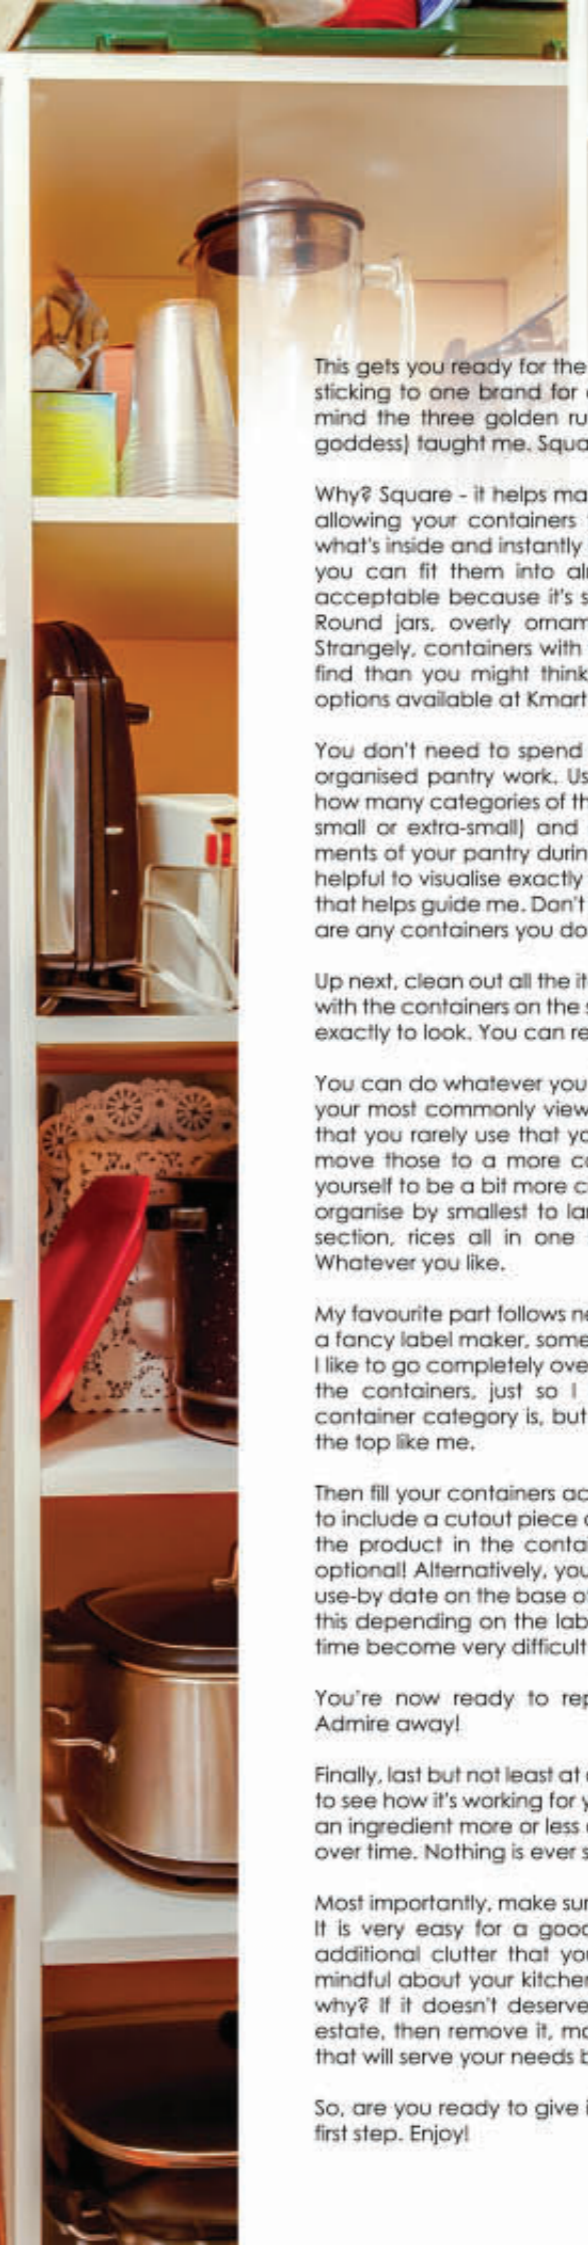 This gets you ready for the
sticking to one brand for
mind the three golden ru
goddess) taught me. Squa
Why? Square - it helps ma
allowing your containers
what's inside and instantly
you can fit them into al
acceptable because it's s
Round jars, overly ornam
Strangely, containers with
find than you might think
options available at Kmart
You don't need to spend
organised pantry work. Us
how many categories of th
small or extra-small) and
ments of your pantry durin
helpful to visualise exactly
that helps guide me. Don't
are any containers you do
Up next, clean out all the it
with the containers on the s
exactly to look. You can re
You can do whatever you
your most commonly view
that you rarely use that yo
move those to a more co
yourself to be a bit more c
organise by smallest to lar
section, rices all in one
Whatever you like.
My favourite part follows ne
a fancy label maker, some
I like to go completely ove
the containers, just so I
container category is, but
the top like me.
Then fill your containers ac
to include a cutout piece
the product in the contai
optional! Alternatively, you
use-by date on the base of
this depending on the lab
time become very difficult
You're now ready to rep
Admire away!
Finally, last but not least at
to see how it's working for y
an ingredient more or less
over time. Nothing is ever s
Most importantly, make sur
It is very easy for a good
additional clutter that you
mindful about your kitchen
why? If it doesn't deserve
estate, then remove it, mo
that will serve your needs b
So, are you ready to give i
first step. Enjoy!